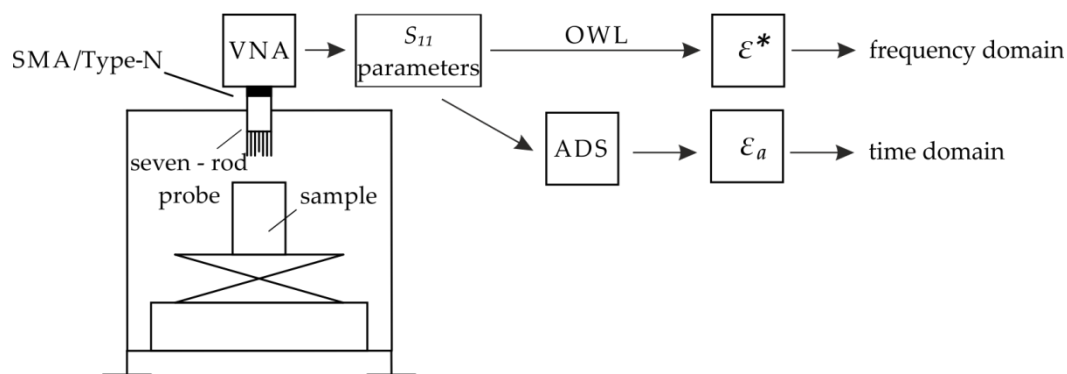 SMA/Type-N
VNA
S11
parameters
OWL
ε*
frequency domain
ADS
εa
time domain
seven - rod
probe
sample